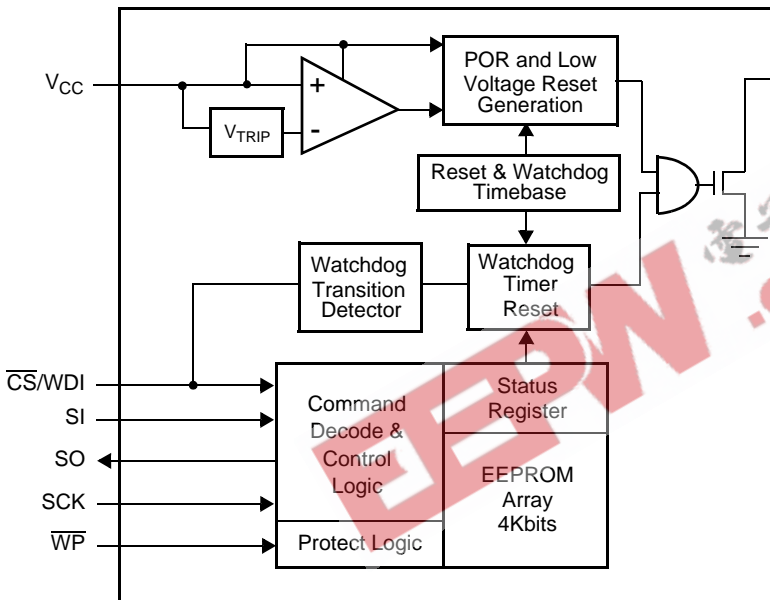 POR and Low
Voltage Reset
Generation
VCC
+
-
VTRIP
Reset & Watchdog
Timebase
Watchdog
Transition
Detector
Watchdog
Timer
Reset
CS/WDI
SI
SO
SCK
WP
Command
Decode &
Control
Logic
Status
Register
EEPROM
Array
4Kbits
Protect Logic
EEPW